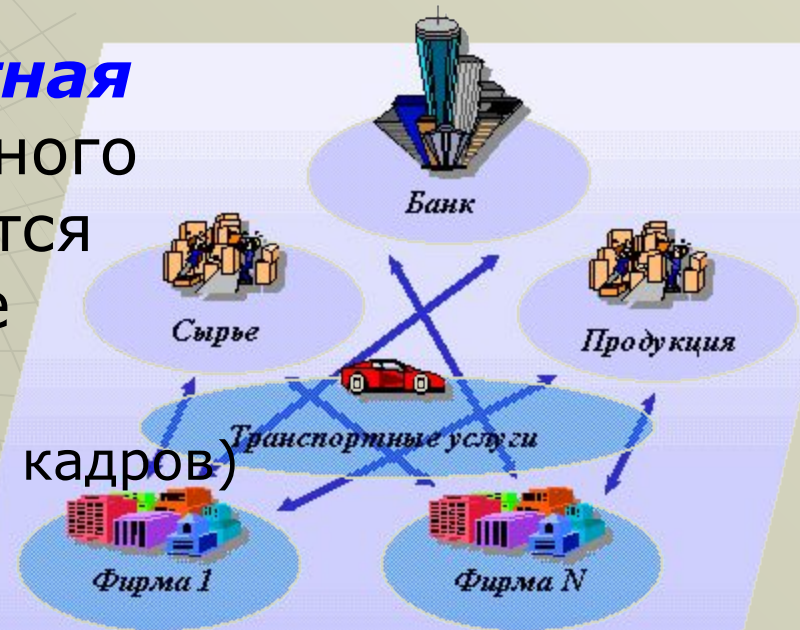 тная
ного
тся
е
кадров)
Банк
Сырье
Продукция
Транспортные услуги
Фирма 1
Фирма N